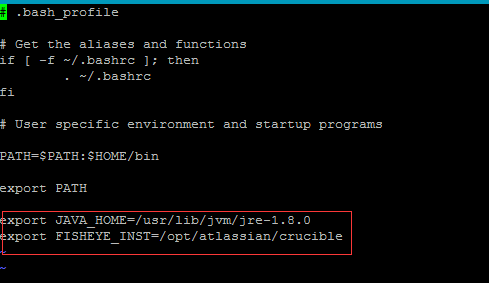 # .bash_profile
# Get the aliases and functions
if [ -f ~/.bashrc ]; then
        . ~/.bashrc
fi
# User specific environment and startup programs
PATH=$PATH:$HOME/bin
export PATH
export JAVA_HOME=/usr/lib/jvm/jre-1.8.0
export FISHEYE_INST=/opt/atlassian/crucible
~
~